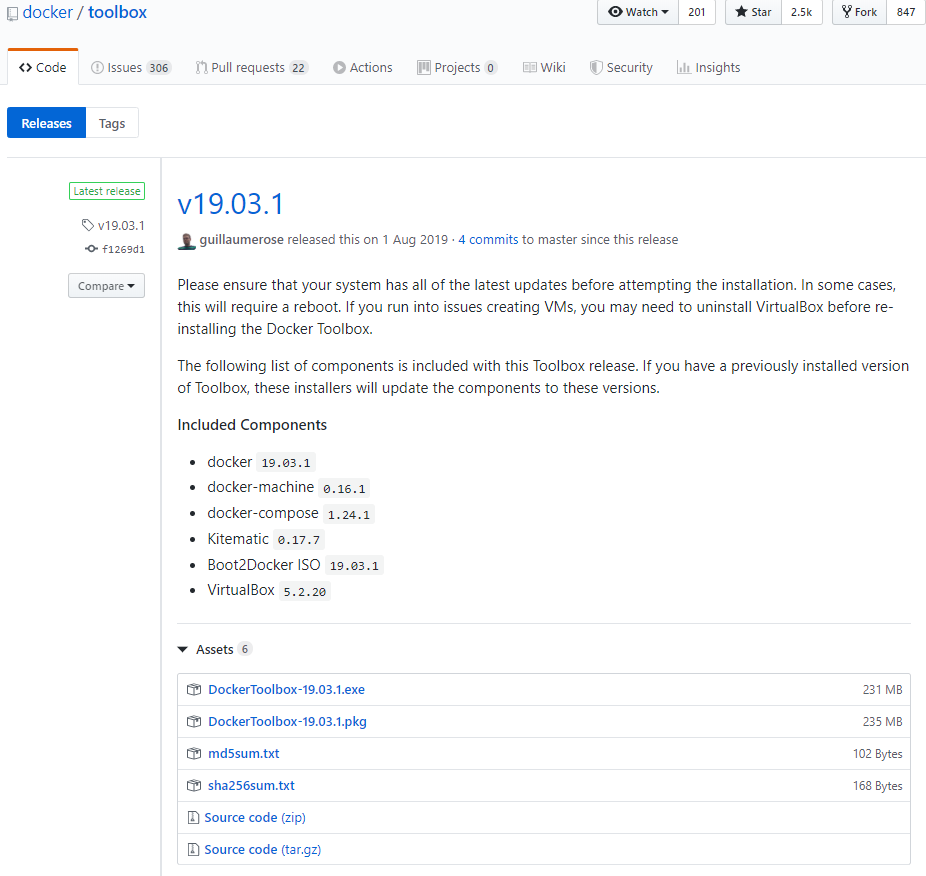 docker / toolbox
Watch 201 Star 2.5k Fork 847
Code Issues 306 Pull requests 22 Actions Projects 0 Wiki Security Insights
Releases Tags
Latest release
v19.03.1
f1269d1
Compare
v19.03.1
guillaumerose released this on 1 Aug 2019 · 4 commits to master since this release
Please ensure that your system has all of the latest updates before attempting the installation. In some cases,
this will require a reboot. If you run into issues creating VMs, you may need to uninstall VirtualBox before re-
installing the Docker Toolbox.
The following list of components is included with this Toolbox release. If you have a previously installed version
of Toolbox, these installers will update the components to these versions.
Included Components
• docker 19.03.1
• docker-machine 0.16.1
• docker-compose 1.24.1
• Kitematic 0.17.7
• Boot2Docker ISO 19.03.1
• VirtualBox 5.2.20
Assets 6
DockerToolbox-19.03.1.exe 231 MB
DockerToolbox-19.03.1.pkg 235 MB
md5sum.txt 102 Bytes
sha256sum.txt 168 Bytes
Source code (zip)
Source code (tar.gz)